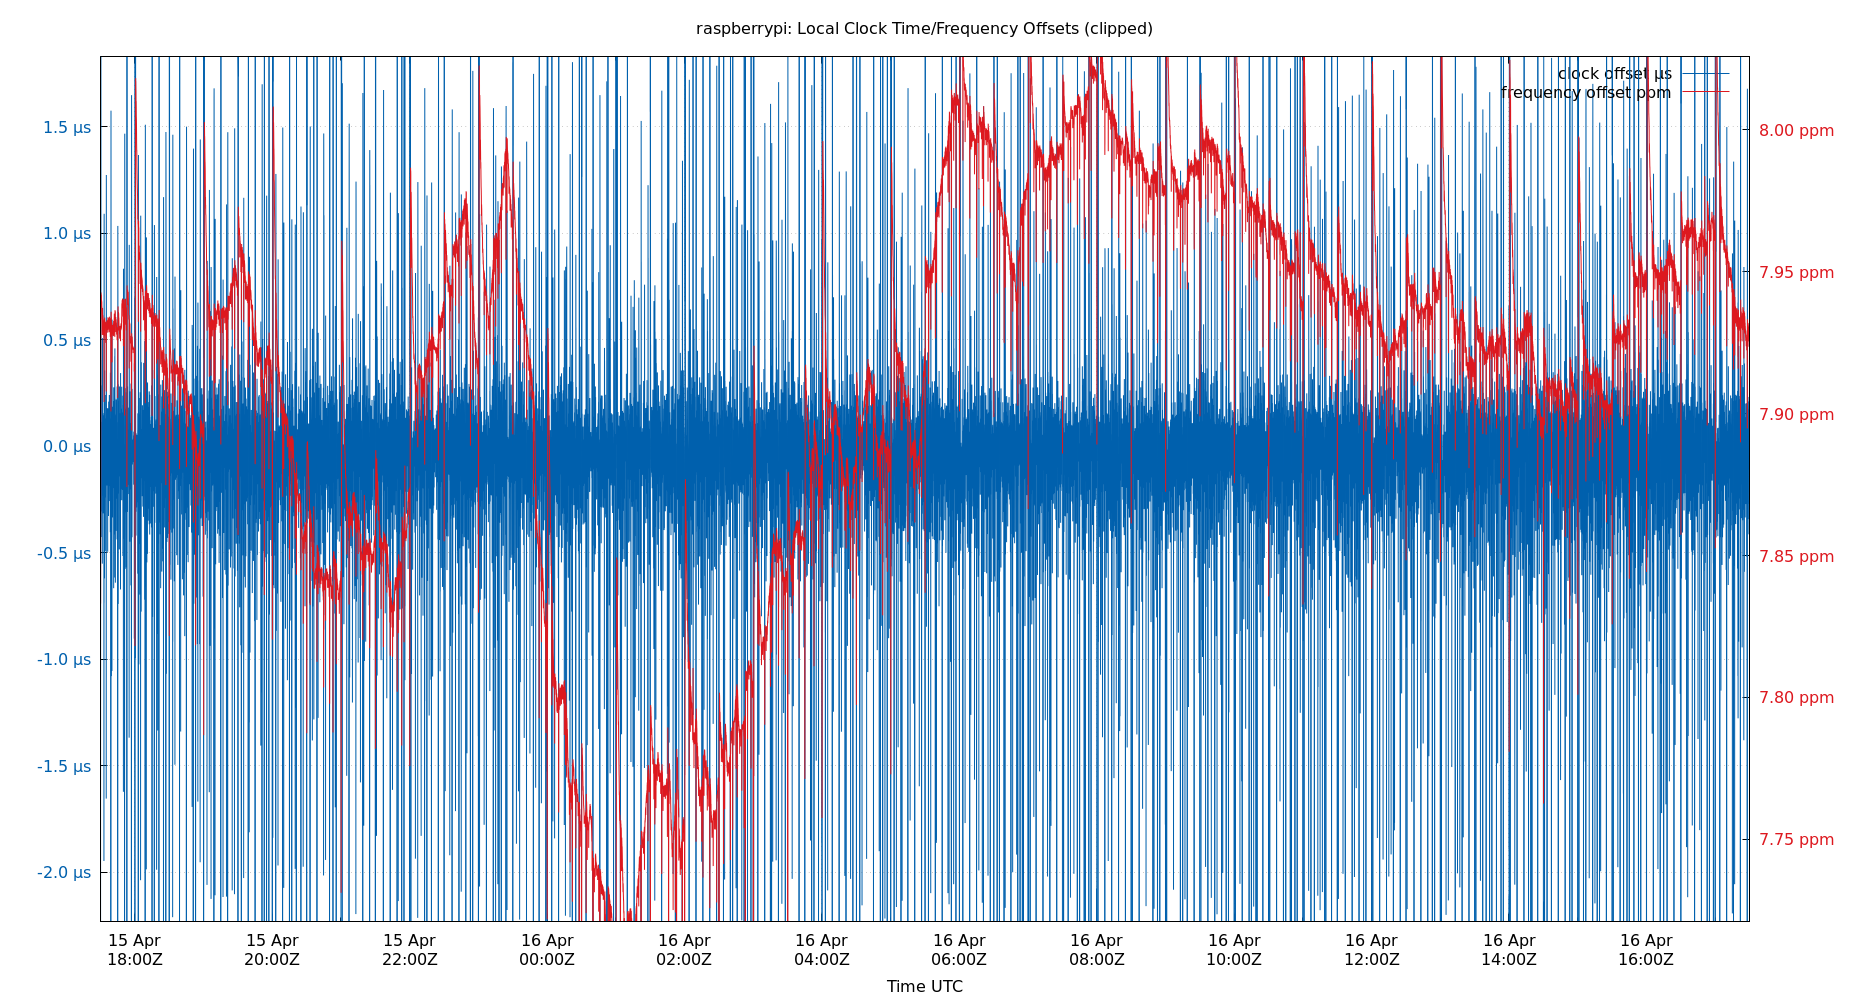 raspberrypi: Local Clock Time/Frequency Offsets (clipped)
clock offset µs
frequency offset ppm
1.5 µs
1.0 µs
0.5 µs
0.0 µs
-0.5 µs
-1.0 µs
-1.5 µs
-2.0 µs
8.00 ppm
7.95 ppm
7.90 ppm
7.85 ppm
7.80 ppm
7.75 ppm
15 Apr 15 Apr 15 Apr 16 Apr 16 Apr 16 Apr 16 Apr 16 Apr 16 Apr 16 Apr 16 Apr 16 Apr
18:00Z 20:00Z 22:00Z 00:00Z 02:00Z 04:00Z 06:00Z 08:00Z 10:00Z 12:00Z 14:00Z 16:00Z
Time UTC